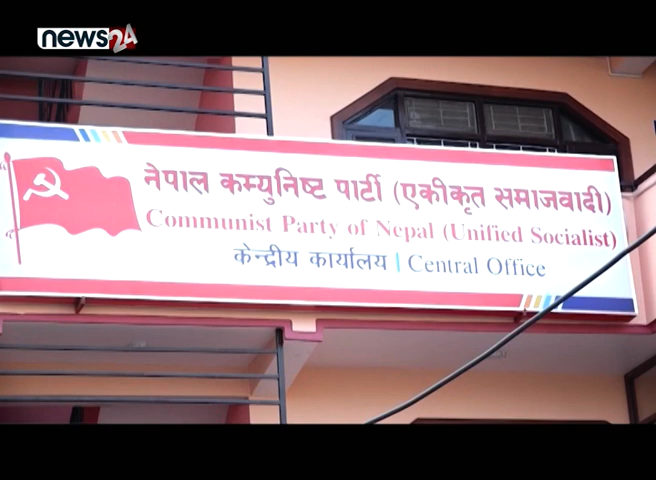 news24
नेपाल कम्युनिष्ट पार्टी (एकीकृत समाजवादी)
Communist Party of Nepal (Unified Socialist)
केन्द्रीय कार्यालय | Central Office